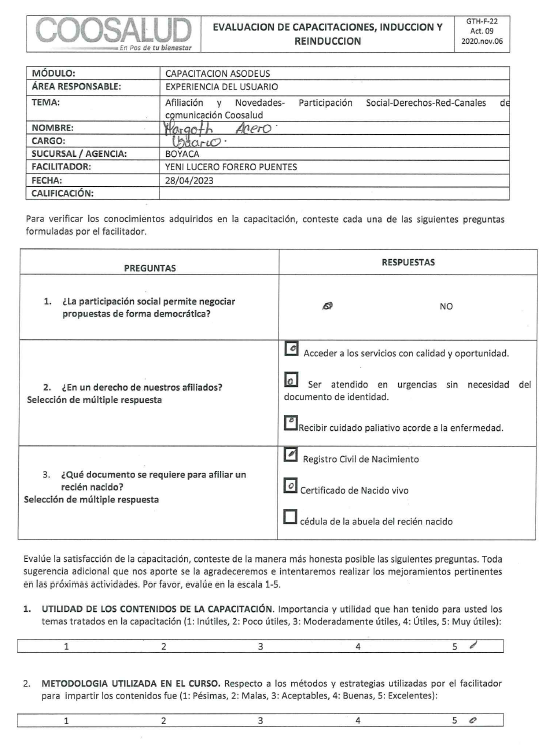 COOSALUD
En Pos de tu bienestar
EVALUACION DE CAPACITACIONES, INDUCCION Y
REINDUCCION
GTH-F-22
Act. 09
2020.nov.06
MÓDULO: CAPACITACION ASODEUS
ÁREA RESPONSABLE: EXPERIENCIA DEL USUARIO
TEMA: Afiliación y Novedades- Participación Social-Derechos-Red-Canales de
comunicación Coosalud
NOMBRE: Margoth Acero
CARGO: Usuario
SUCURSAL / AGENCIA: BOYACA
FACILITADOR: YENI LUCERO FORERO PUENTES
FECHA: 28/04/2023
CALIFICACIÓN:
Para verificar los conocimientos adquiridos en la capacitación, conteste cada una de las siguientes preguntas
formuladas por el facilitador.
PREGUNTAS
RESPUESTAS
1. ¿La participación social permite negociar
propuestas de forma democrática?
NO
2. ¿En un derecho de nuestros afiliados?
Selección de múltiple respuesta
Acceder a los servicios con calidad y oportunidad.
Ser atendido en urgencias sin necesidad del
documento de identidad.
Recibir cuidado paliativo acorde a la enfermedad.
3. ¿Qué documento se requiere para afiliar un
recién nacido?
Selección de múltiple respuesta
Registro Civil de Nacimiento
Certificado de Nacido vivo
cédula de la abuela del recién nacido
Evalúe la satisfacción de la capacitación, conteste de la manera más honesta posible las siguientes preguntas. Toda
sugerencia adicional que nos aporte se la agradeceremos e intentaremos realizar los mejoramientos pertinentes
en las próximas actividades. Por favor, evalúe en la escala 1-5.
1. UTILIDAD DE LOS CONTENIDOS DE LA CAPACITACIÓN. Importancia y utilidad que han tenido para usted los
temas tratados en la capacitación (1: Inútiles, 2: Poco útiles, 3: Moderadamente útiles, 4: Útiles, 5: Muy útiles):
1 2 3 4 5
2. METODOLOGIA UTILIZADA EN EL CURSO. Respecto a los métodos y estrategias utilizadas por el facilitador
para impartir los contenidos fue (1: Pésimas, 2: Malas, 3: Aceptables, 4: Buenas, 5: Excelentes):
1 2 3 4 5